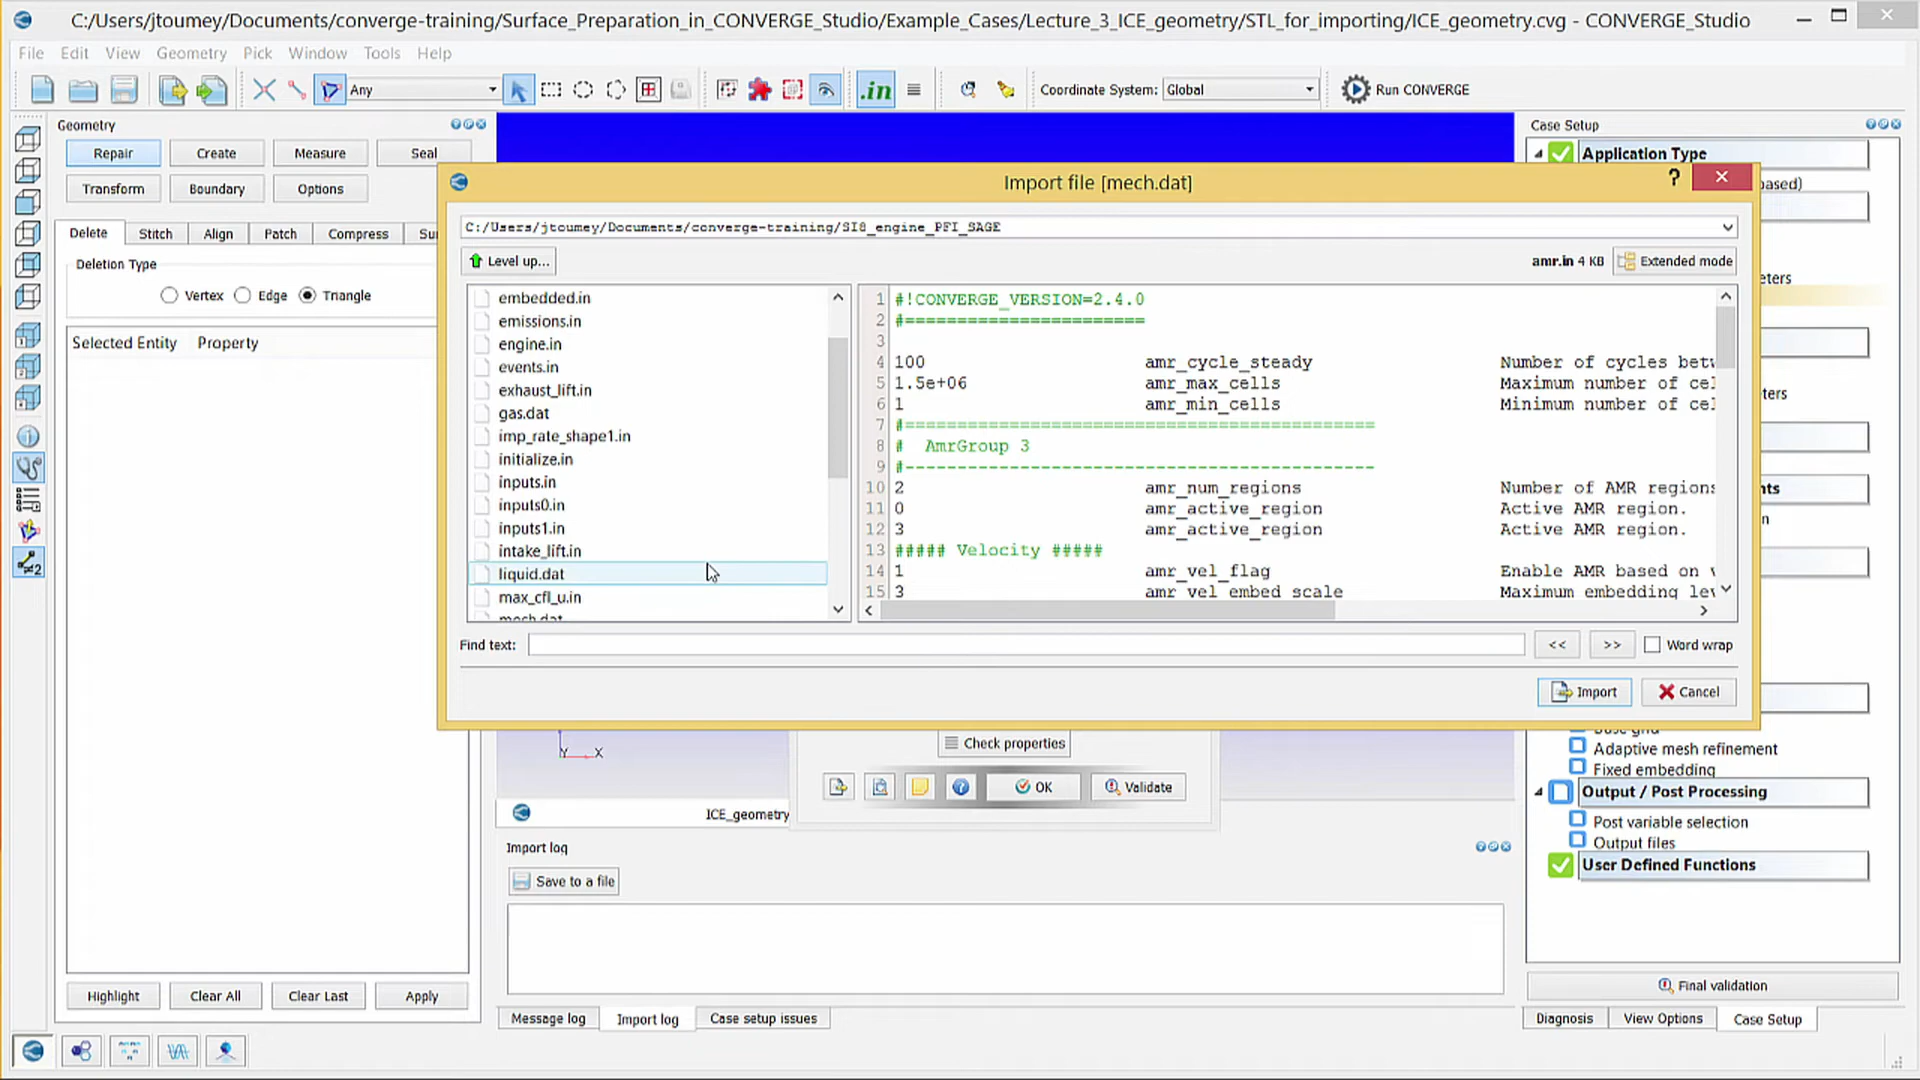 C:/Users/jtoumey/Documents/converge-training/Surface_Preparation_in_CONVERGE_Studio/Example_Cases/Lecture_3_ICE_geometry/STL_for_importing/ICE_geometry.cvg - CONVERGE_Studio
File Edit View Geometry Pick Window Tools Help
Any .in Coordinate System: Global Run CONVERGE
Geometry
Repair Create Measure Seal
Transform Boundary Options
Delete Stitch Align Patch Compress Su
Deletion Type
Vertex Edge Triangle
Selected Entity Property
Highlight Clear All Clear Last Apply
Import file [mech.dat]
?
C:/Users/jtoumey/Documents/converge-training/SI8_engine_PFI_SAGE
Level up... amr.in 4 KB Extended mode
embedded.in
emissions.in
engine.in
events.in
exhaust_lift.in
gas.dat
imp_rate_shape1.in
initialize.in
inputs.in
inputs0.in
inputs1.in
intake_lift.in
liquid.dat
max_cfl_u.in
mech.dat
1 #!CONVERGE_VERSION=2.4.0
2 #========================
3
4 100 amr_cycle_steady Number of cycles betw
5 1.5e+06 amr_max_cells Maximum number of cel
6 1 amr_min_cells Minimum number of cel
7 #=============================================
8 # AmrGroup 3
9 #---------------------------------------------
10 2 amr_num_regions Number of AMR regions
11 0 amr_active_region Active AMR region.
12 3 amr_active_region Active AMR region.
13 ##### Velocity #####
14 1 amr_vel_flag Enable AMR based on v
15 3 amr_vel_embed_scale Maximum embedding lev
Find text: << >> Word wrap
Import Cancel
Y X
Check properties
OK Validate
ICE_geometry
Import log
Save to a file
Message log Import log Case setup issues
Case Setup
Application Type
ased)
eters
ters
nts
n
Base grid
Adaptive mesh refinement
Fixed embedding
Output / Post Processing
Post variable selection
Output files
User Defined Functions
Final validation
Diagnosis View Options Case Setup